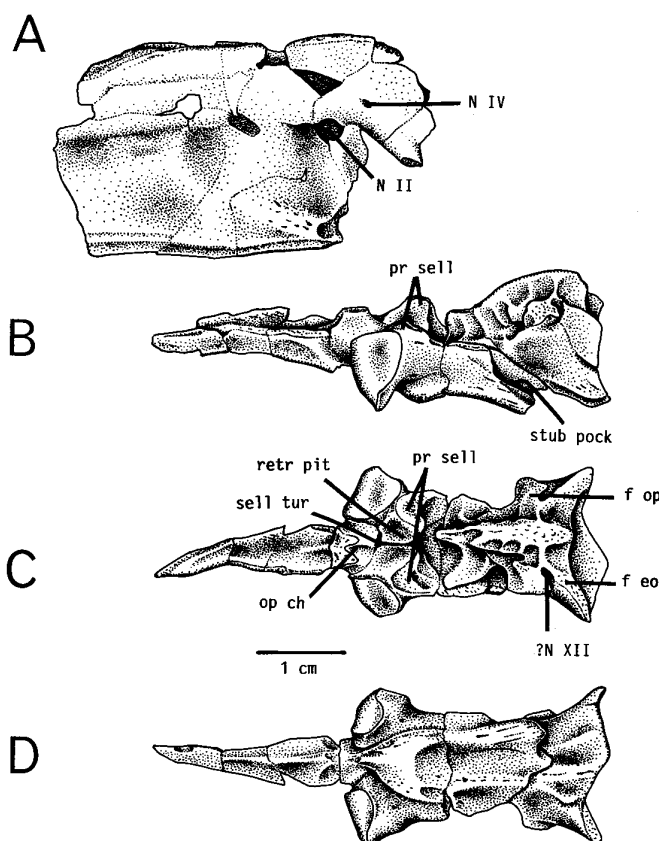 A
N IV
N II
pr sell
B
stub pock
retr pit
pr sell
sell tur
f op
C
op ch
f eo
?N XII
1 cm
D